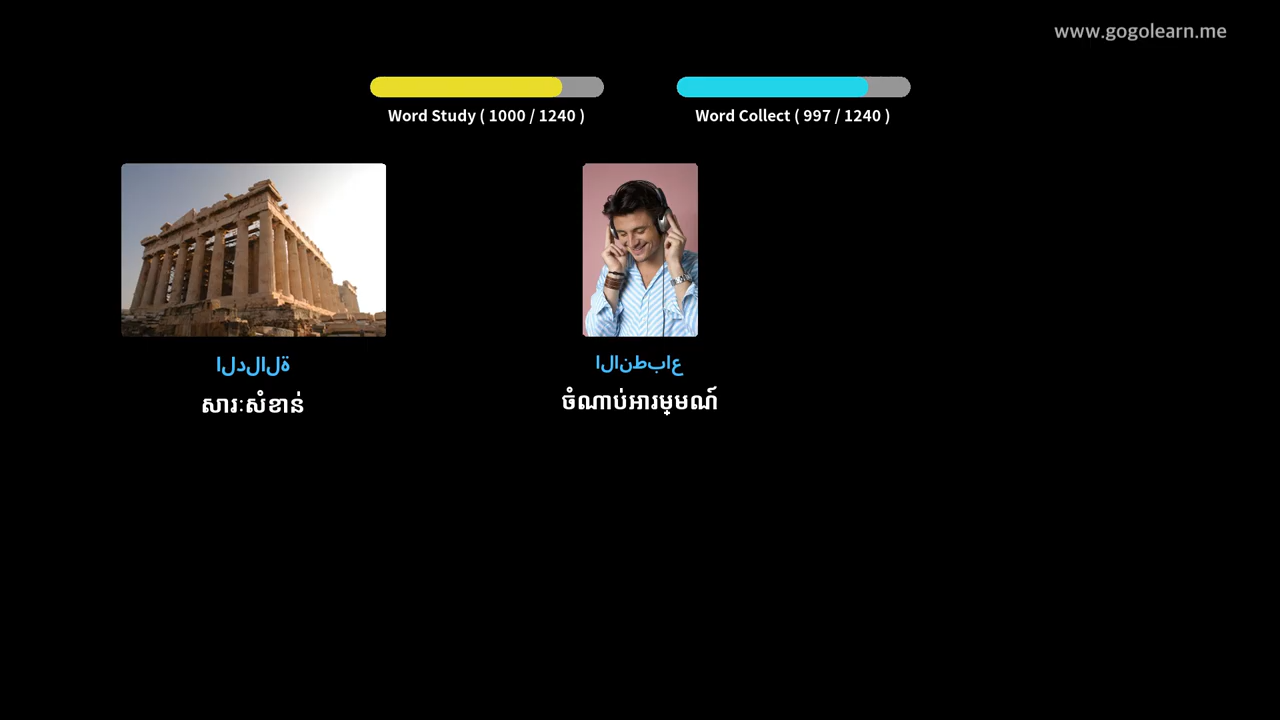 www.gogolearn.me
Word Study ( 1000 / 1240 )
Word Collect ( 997 / 1240 )
الدلالة
សារៈសំខាន់
الانطباع
ចំណាប់អារម្មណ៍